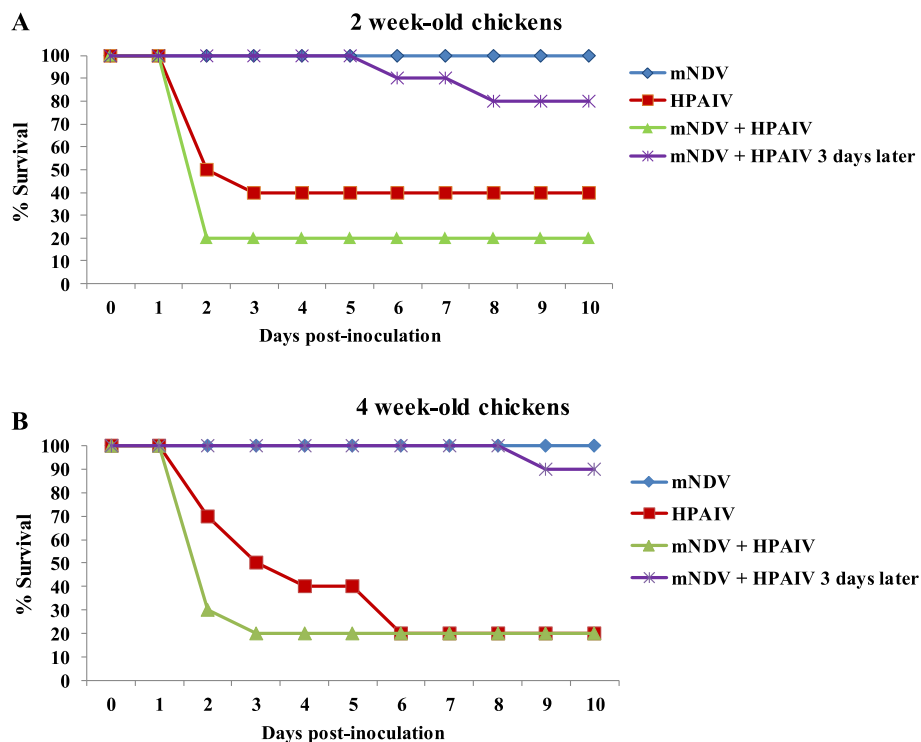 A
2 week-old chickens
100
90
80
70
60
50
40
30
20
10
0
% Survival
0 1 2 3 4 5 6 7 8 9 10
Days post-inoculation
mNDV
HPAIV
mNDV + HPAIV
mNDV + HPAIV 3 days later
B
4 week-old chickens
100
90
80
70
60
50
40
30
20
10
0
% Survival
0 1 2 3 4 5 6 7 8 9 10
Days post-inoculation
mNDV
HPAIV
mNDV + HPAIV
mNDV + HPAIV 3 days later